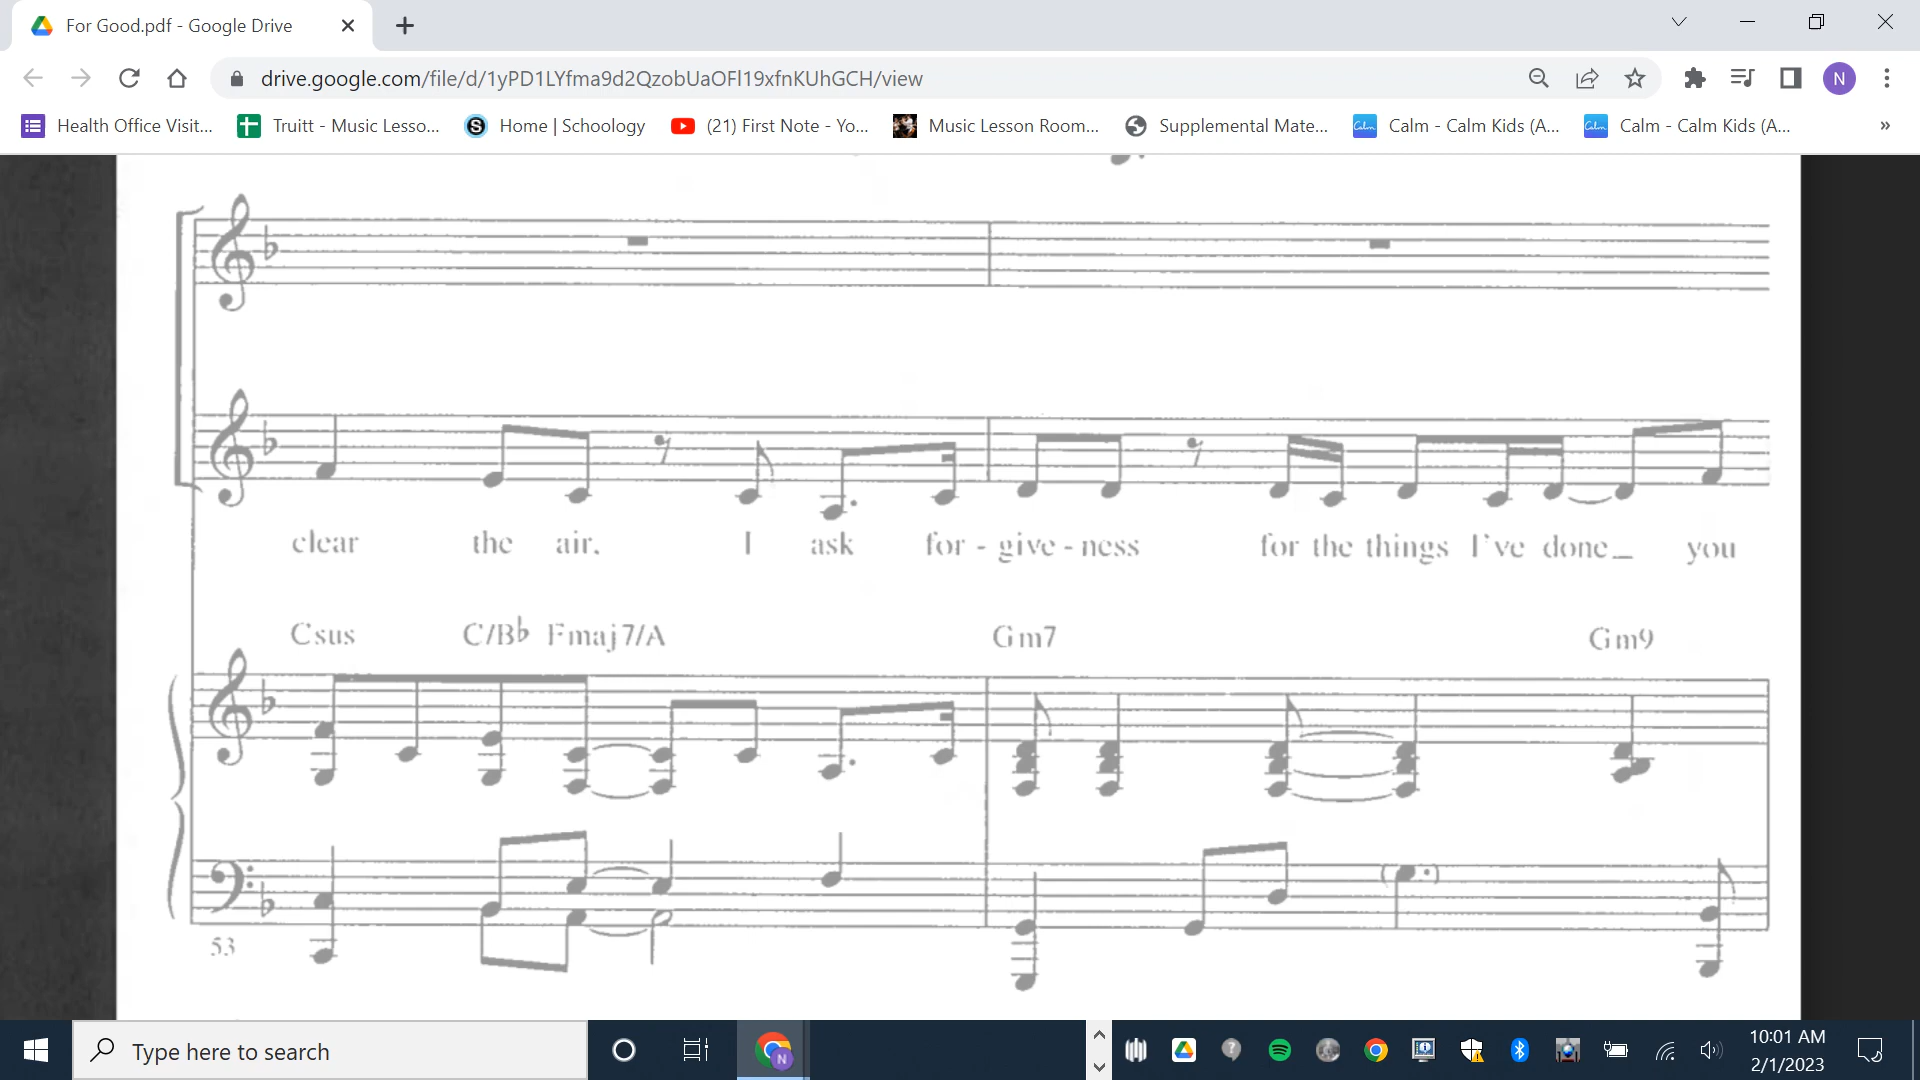 For Good.pdf - Google Drive
drive.google.com/file/d/1yPD1LYfma9d2QzobUaOFl19xfnKUhGCH/view
N
Health Office Visit... Truitt - Music Lesso... Home | Schoology (21) First Note - Yo... Music Lesson Room... Supplemental Mate... Calm - Calm Kids (A... Calm - Calm Kids (A... »
clear the air. I ask for - give - ness for the things I've done_ you
Csus C/B♭ Fmaj7/A Gm7 Gm9
53
Type here to search
10:01 AM
2/1/2023